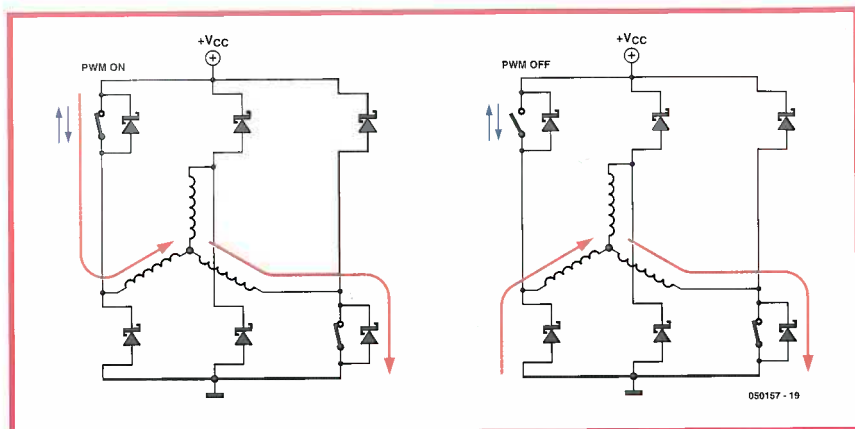 +VCC
PWM ON
+VCC
PWM OFF
050157 - 19